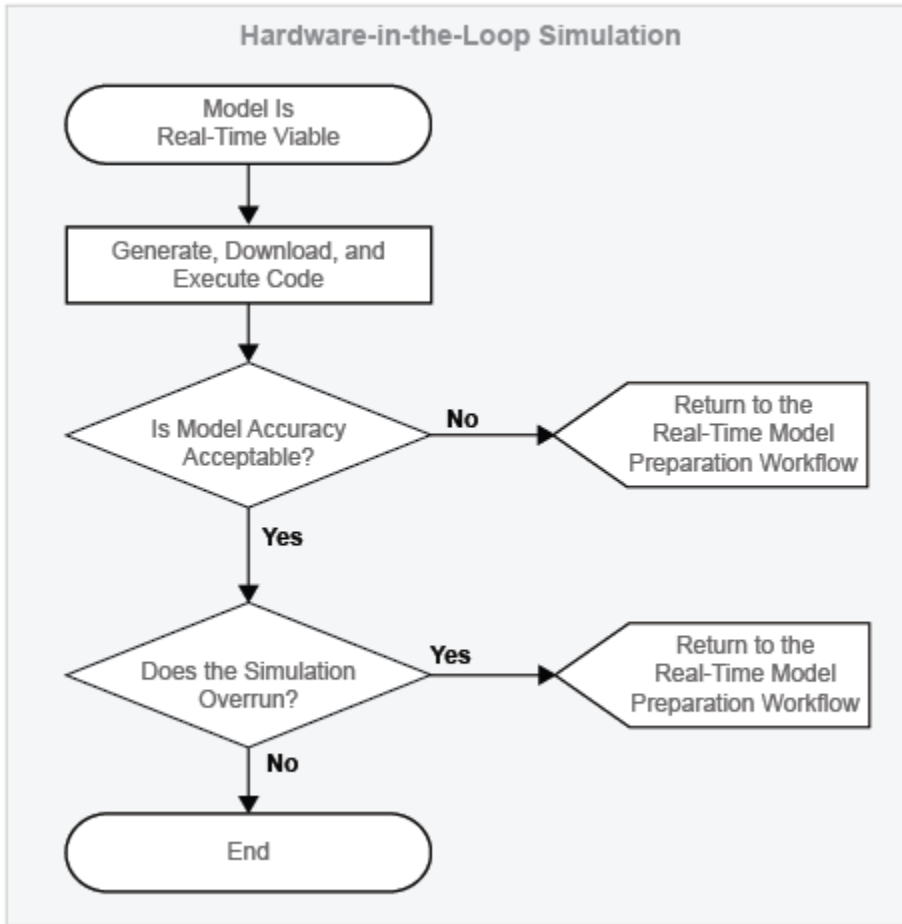 Hardware-in-the-Loop Simulation
Model Is
Real-Time Viable
Generate, Download, and
Execute Code
Is Model Accuracy
Acceptable?
No
Return to the
Real-Time Model
Preparation Workflow
Yes
Does the Simulation
Overrun?
Yes
Return to the
Real-Time Model
Preparation Workflow
No
End